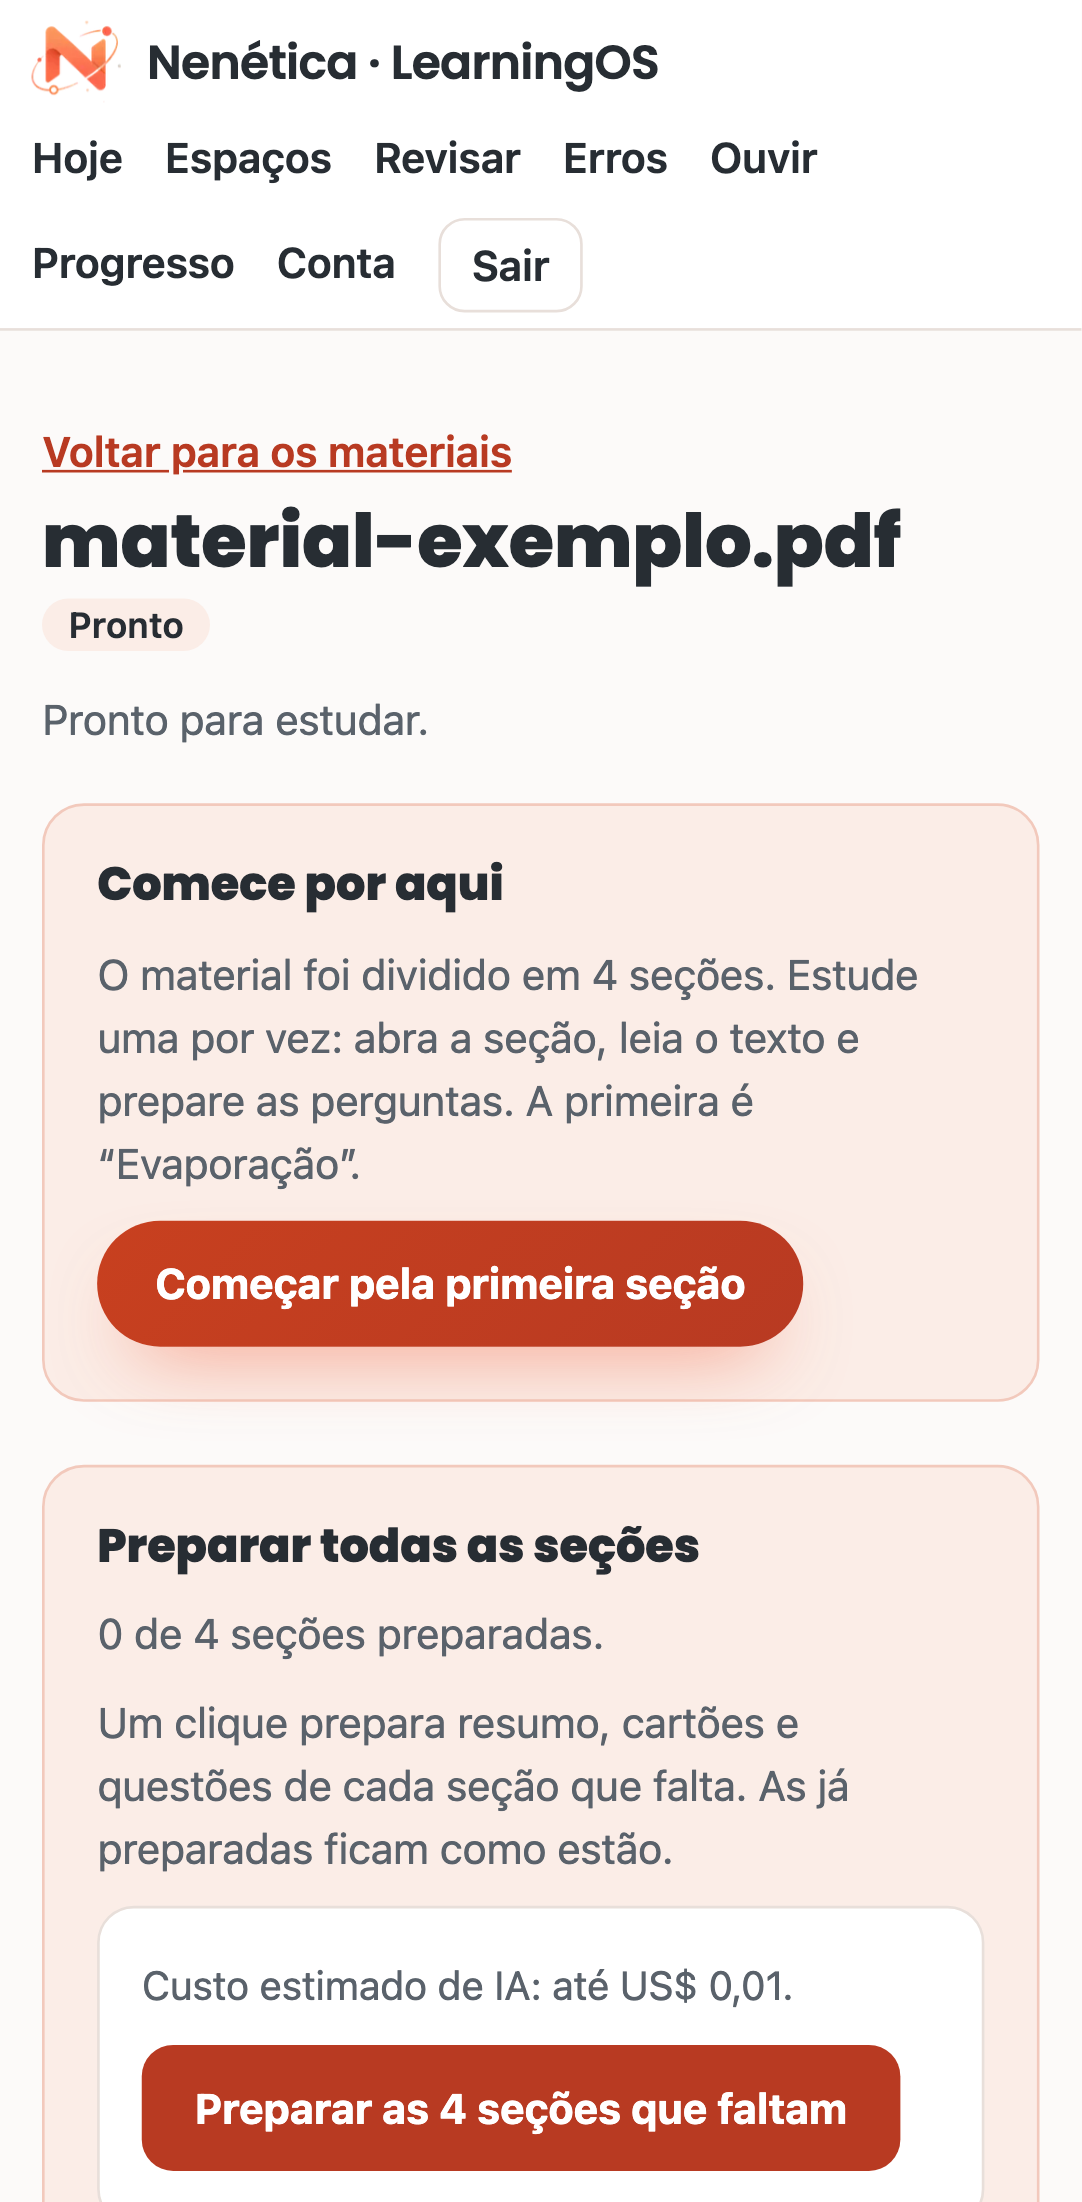 Nenética · LearningOS
Hoje Espaços Revisar Erros Ouvir
Progresso Conta Sair
Voltar para os materiais
material-exemplo.pdf
Pronto
Pronto para estudar.
Comece por aqui
O material foi dividido em 4 seções. Estude
uma por vez: abra a seção, leia o texto e
prepare as perguntas. A primeira é
“Evaporação”.
Começar pela primeira seção
Preparar todas as seções
0 de 4 seções preparadas.
Um clique prepara resumo, cartões e
questões de cada seção que falta. As já
preparadas ficam como estão.
Custo estimado de IA: até US$ 0,01.
Preparar as 4 seções que faltam